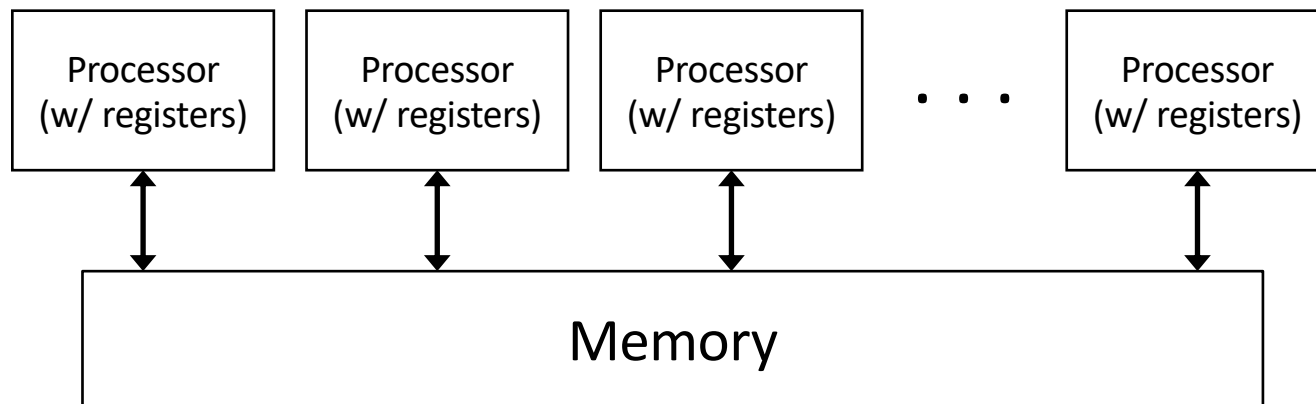 Processor
(w/ registers)
Processor
(w/ registers)
Processor
(w/ registers)
. . .
Processor
(w/ registers)
Memory